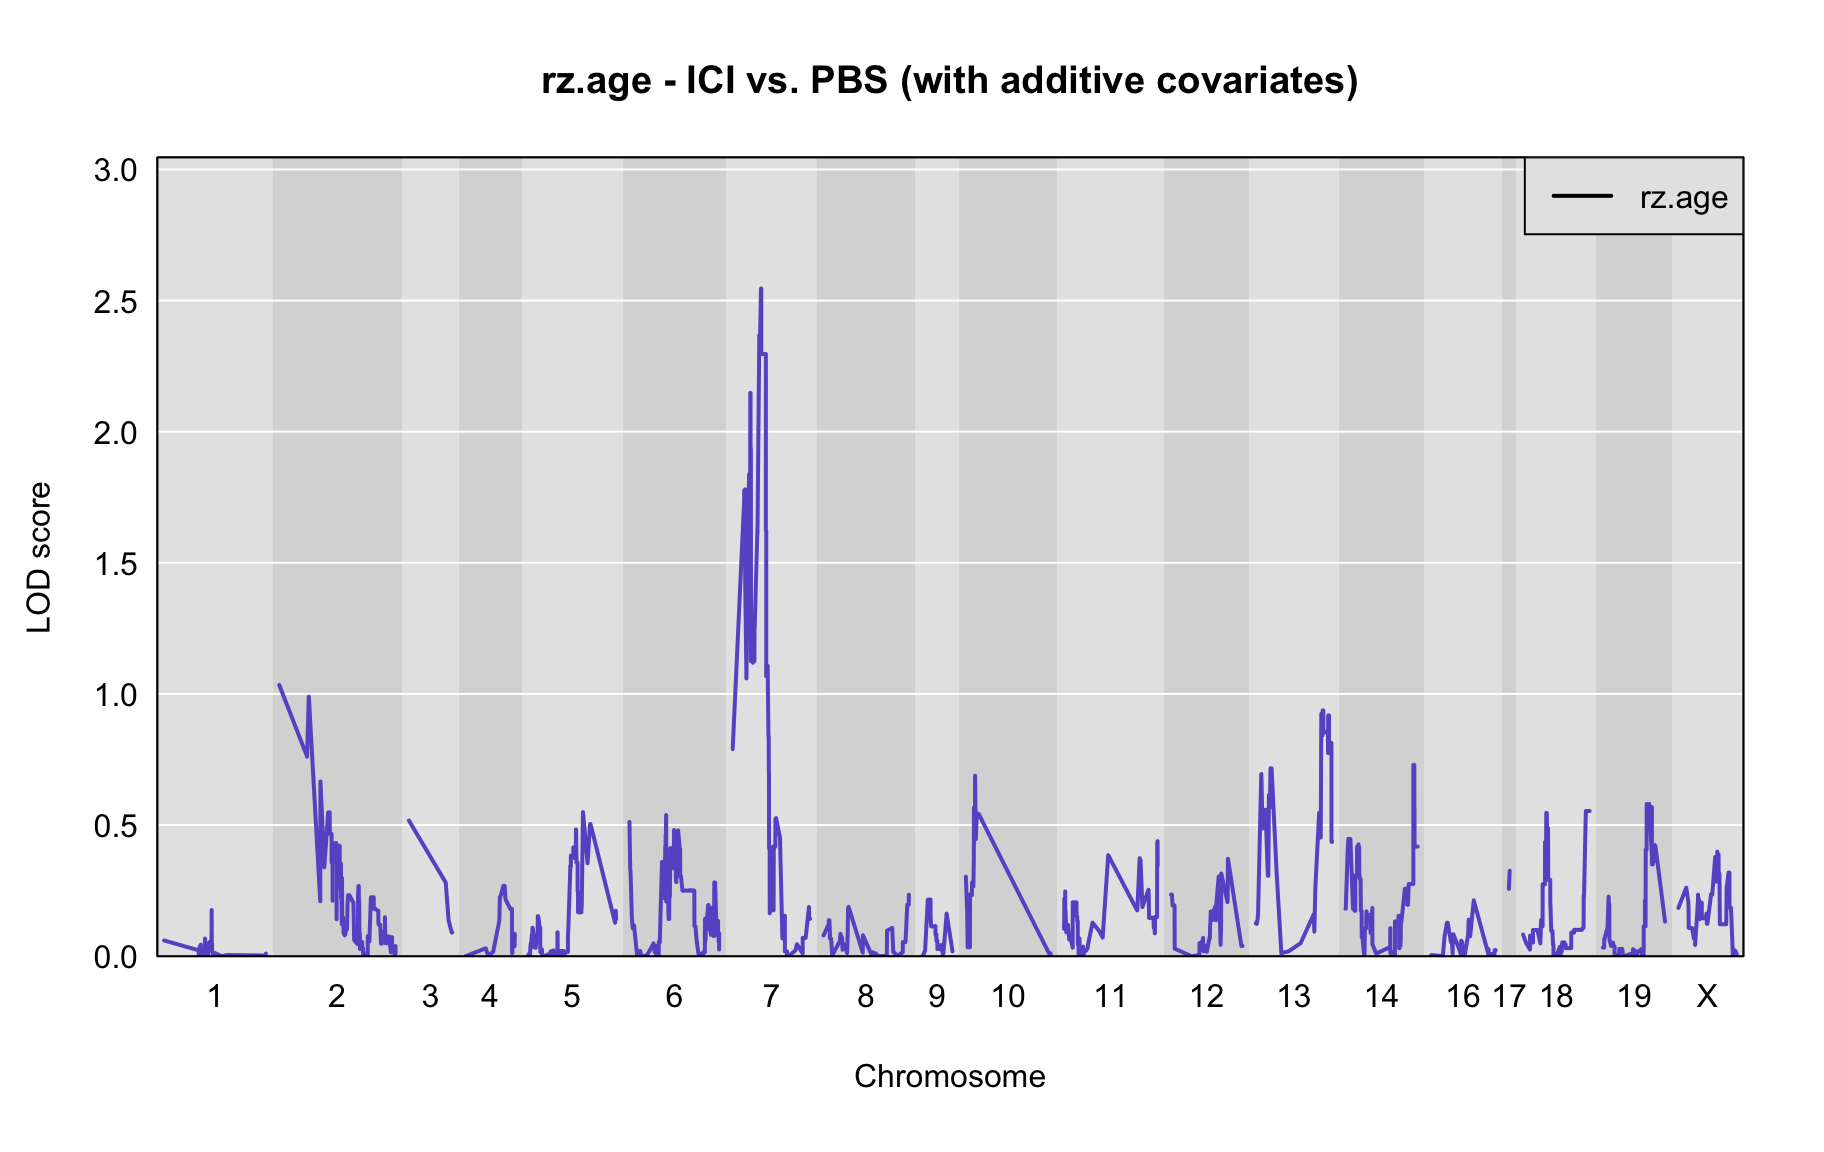 rz.age - ICI vs. PBS (with additive covariates)
rz.age
LOD score
3.0
2.5
2.0
1.5
1.0
0.5
0.0
1 2 3 4 5 6 7 8 9 10 11 12 13 14 16 17 18 19 X
Chromosome